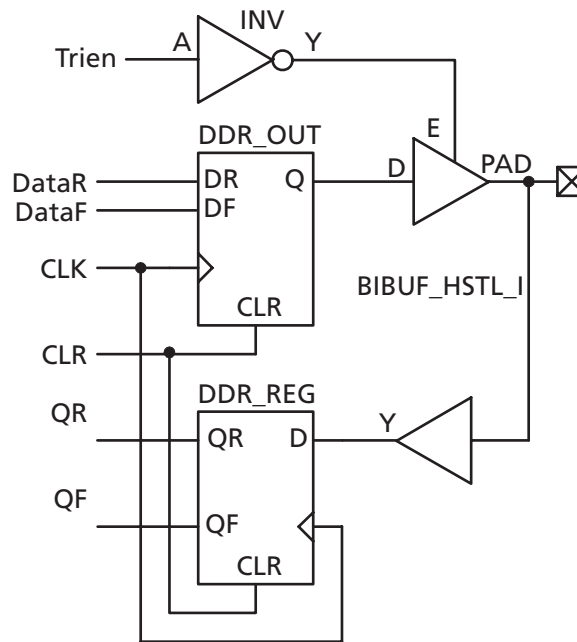 INV
Trien
A
Y
DDR_OUT
E
DataR
DR
Q
D
PAD
DataF
DF
CLK
BIBUF_HSTL_I
CLR
CLR
DDR_REG
QR
QR
D
Y
QF
QF
CLR